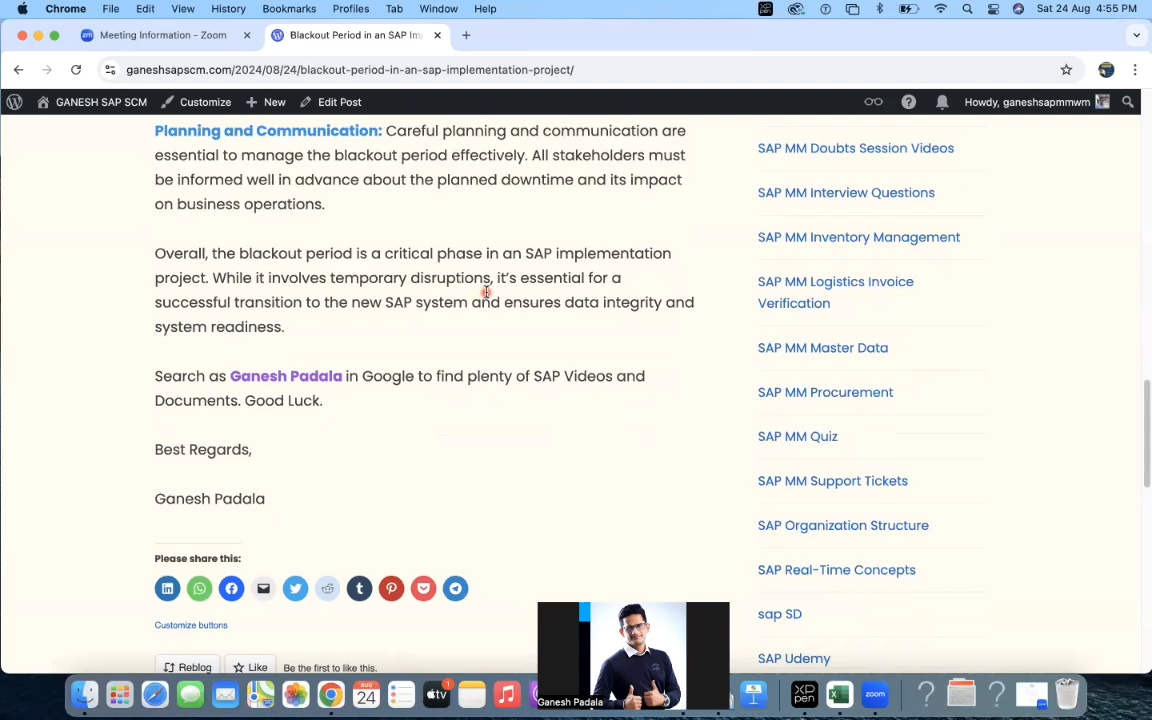 Chrome File Edit View History Bookmarks Profiles Tab Window Help Sat 24 Aug 4:55 PM
Meeting Information - Zoom
Blackout Period in an SAP Im
ganeshsapscm.com/2024/08/24/blackout-period-in-an-sap-implementation-project/
GANESH SAP SCM Customize New Edit Post Howdy, ganeshsapmmwm
Planning and Communication: Careful planning and communication are
essential to manage the blackout period effectively. All stakeholders must
be informed well in advance about the planned downtime and its impact
on business operations.
Overall, the blackout period is a critical phase in an SAP implementation
project. While it involves temporary disruptions, it's essential for a
successful transition to the new SAP system and ensures data integrity and
system readiness.
Search as Ganesh Padala in Google to find plenty of SAP Videos and
Documents. Good Luck.
Best Regards,
Ganesh Padala
Please share this:
Customize buttons
Reblog Like Be the first to like this.
SAP MM Doubts Session Videos
SAP MM Interview Questions
SAP MM Inventory Management
SAP MM Logistics Invoice
Verification
SAP MM Master Data
SAP MM Procurement
SAP MM Quiz
SAP MM Support Tickets
SAP Organization Structure
SAP Real-Time Concepts
sap SD
SAP Udemy
Ganesh Padala
AUG
24
tv
1
XP
PEN
zoom